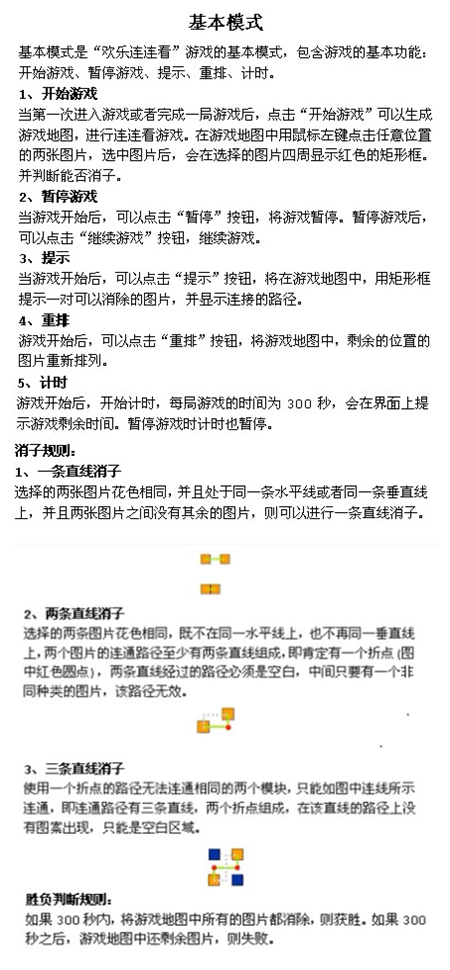 基本模式
基本模式是“欢乐连连看”游戏的基本模式，包含游戏的基本功能：
开始游戏、暂停游戏、提示、重排、计时。
1、开始游戏
当第一次进入游戏或者完成一局游戏后，点击“开始游戏”可以生成
游戏地图，进行连连看游戏。在游戏地图中用鼠标左键点击任意位置
的两张图片，选中图片后，会在选择的图片四周显示红色的矩形框。
并判断能否消子。
2、暂停游戏
当游戏开始后，可以点击“暂停”按钮，将游戏暂停。暂停游戏后，
可以点击“继续游戏”按钮，继续游戏。
3、提示
当游戏开始后，可以点击“提示”按钮，将在游戏地图中，用矩形框
提示一对可以消除的图片，并显示连接的路径。
4、重排
游戏开始后，可以点击“重排”按钮，将游戏地图中，剩余的位置的
图片重新排列。
5、计时
游戏开始后，开始计时，每局游戏的时间为 300 秒，会在界面上提
示游戏剩余时间。暂停游戏时计时也暂停。
消子规则：
1、一条直线消子
选择的两张图片花色相同，并且处于同一条水平线或者同一条垂直线
上，并且两张图片之间没有其余的图片，则可以进行一条直线消子。
2、两条直线消子
选择的两条图片花色相同，既不在同一水平线上，也不再同一垂直线
上，两个图片的连通路径至少有两条直线组成，即肯定有一个折点(图
中红色圆点)，两条直线经过的路径必须是空白，中间只要有一个非
同种类的图片，该路径无效。
3、三条直线消子
使用一个折点的路径无法连通相同的两个模块，只能如图中连线所示
连通，即连通路径有三条直线，两个折点组成，在该直线的路径上没
有图案出现，只能是空白区域。
胜负判断规则：
如果 300 秒内，将游戏地图中所有的图片都消除，则获胜。如果 300
秒之后，游戏地图中还剩余图片，则失败。